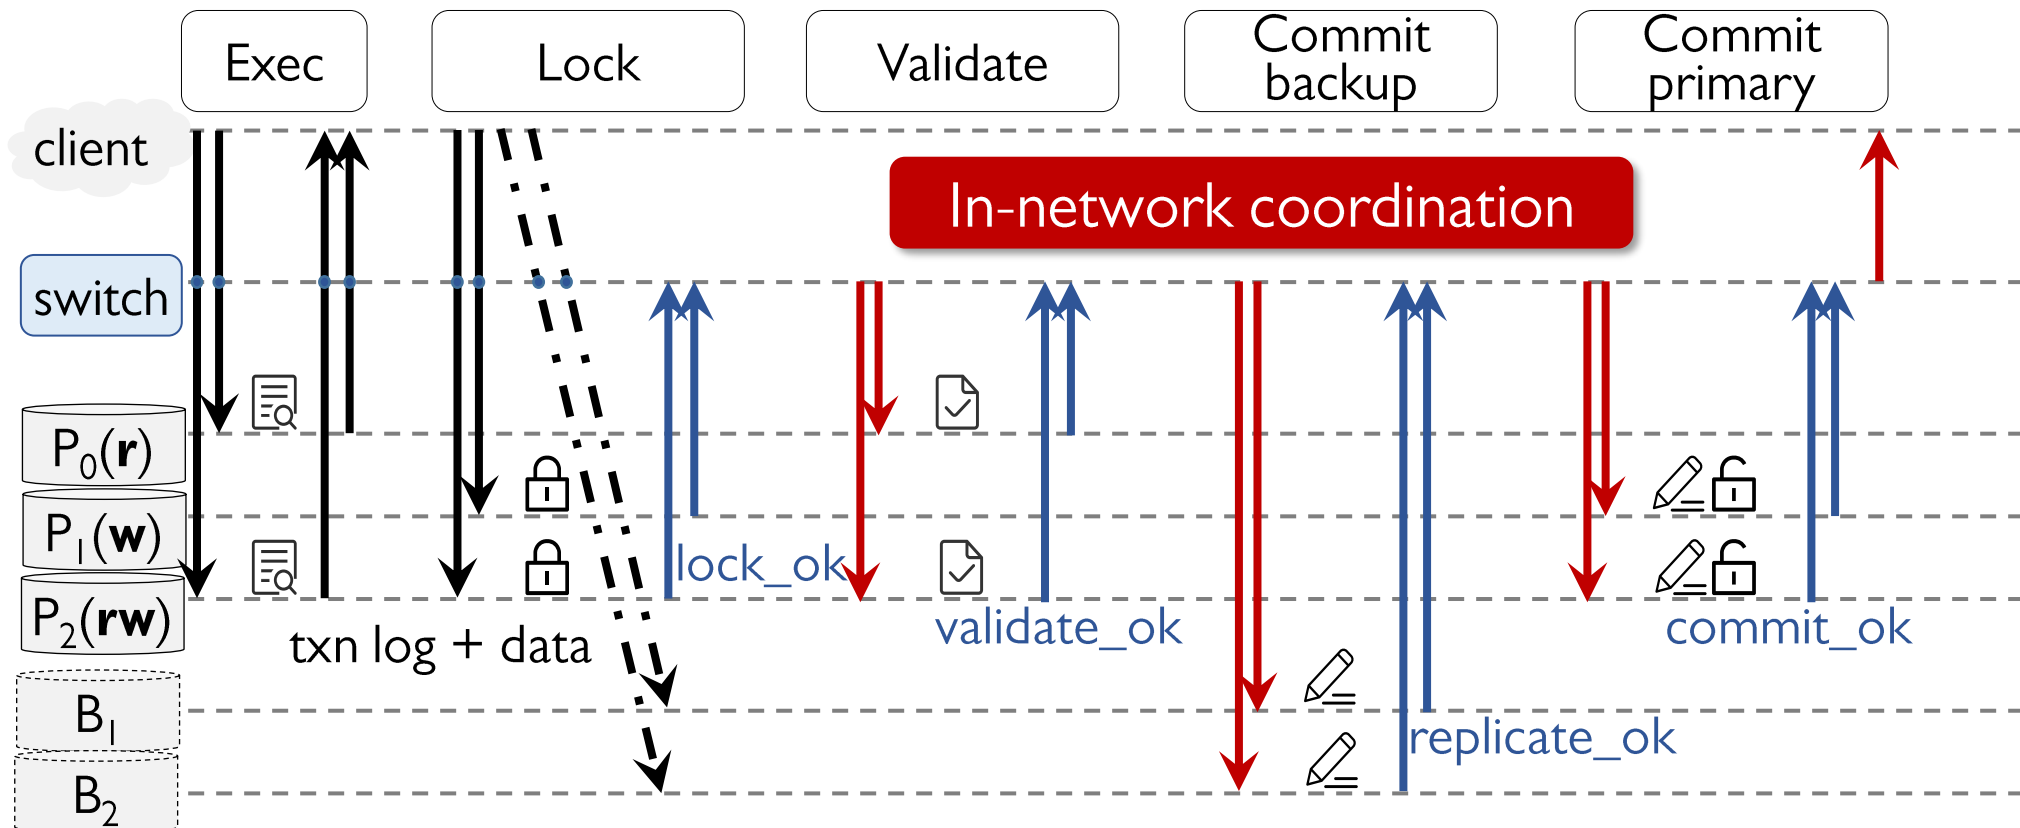 Exec
Lock
Validate
Commit
backup
Commit
primary
client
In-network coordination
switch
P0(r)
P1(w)
lock_ok
P2(rw)
txn log + data
validate_ok
commit_ok
B1
replicate_ok
B2